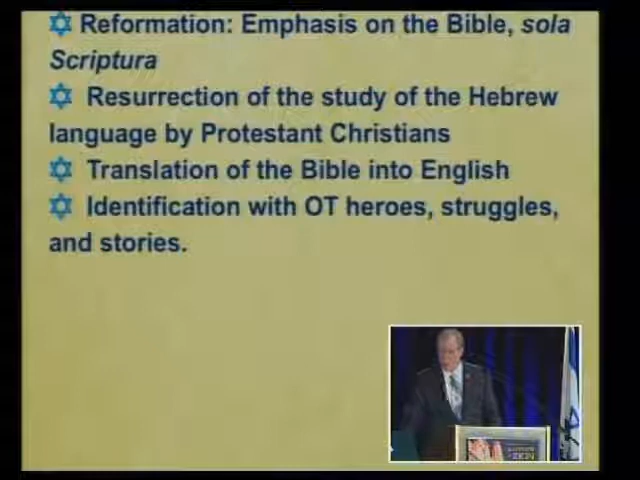 Reformation: Emphasis on the Bible, sola
Scriptura
Resurrection of the study of the Hebrew
language by Protestant Christians
Translation of the Bible into English
Identification with OT heroes, struggles,
and stories.